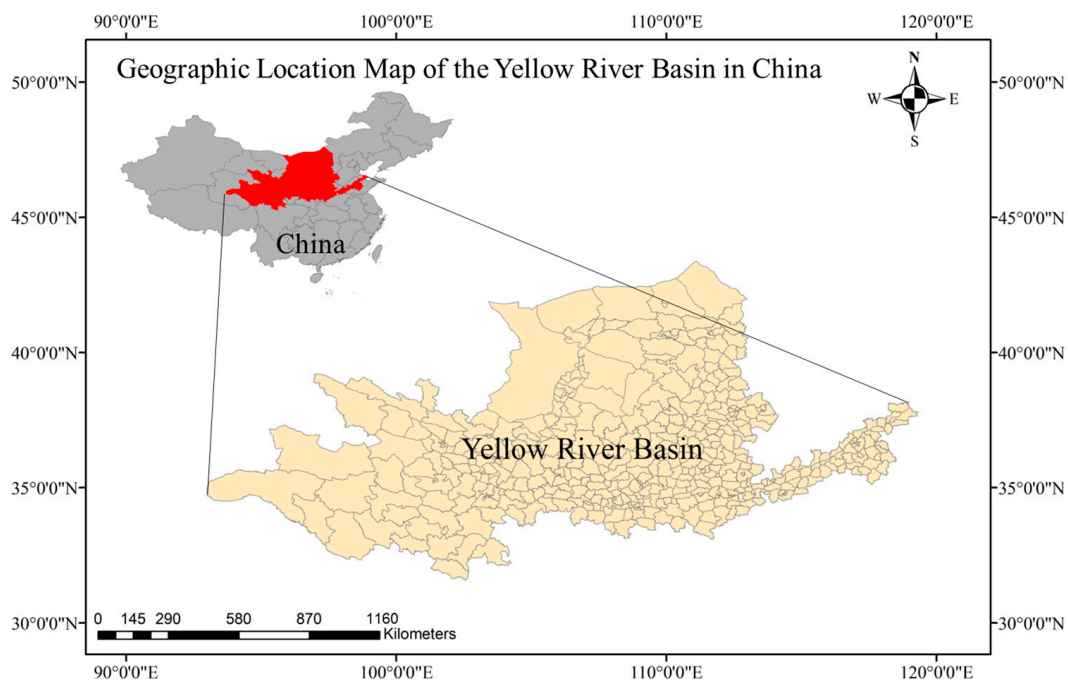 90°0'0"E 100°0'0"E 110°0'0"E 120°0'0"E
Geographic Location Map of the Yellow River Basin in China
N
W E
S
50°0'0"N 50°0'0"N
45°0'0"N 45°0'0"N
China
40°0'0"N 40°0'0"N
Yellow River Basin
35°0'0"N 35°0'0"N
30°0'0"N 30°0'0"N
0 145 290 580 870 1160
Kilometers
90°0'0"E 100°0'0"E 110°0'0"E 120°0'0"E